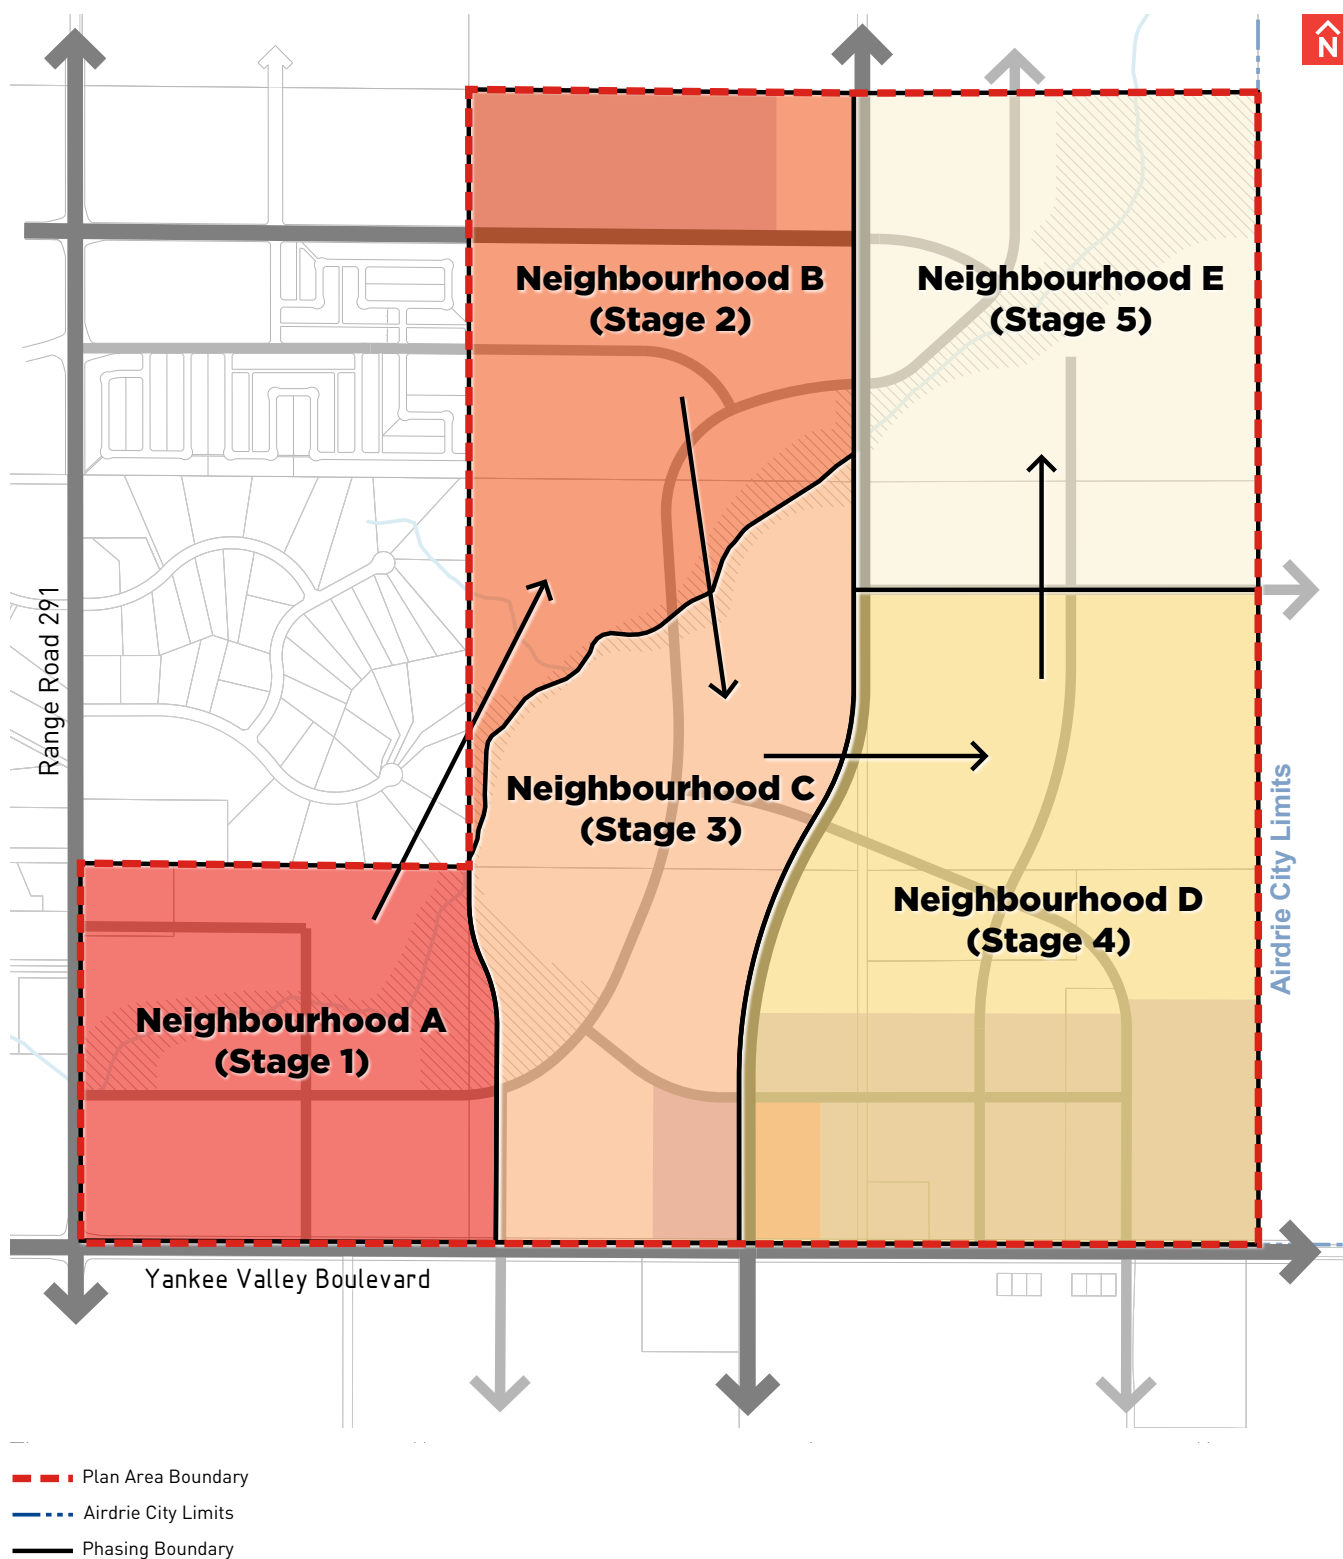 N
Neighbourhood B
(Stage 2)
Neighbourhood E
(Stage 5)
Range Road 291
Neighbourhood C
(Stage 3)
Airdrie City Limits
Neighbourhood D
(Stage 4)
Neighbourhood A
(Stage 1)
Yankee Valley Boulevard
Plan Area Boundary
Airdrie City Limits
Phasing Boundary